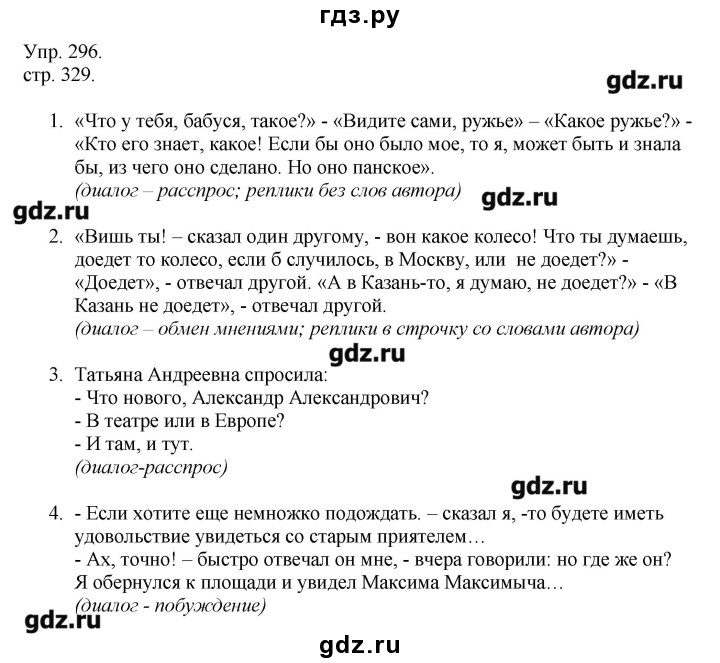 гдз.ру
Упр. 296.
стр. 329.
gdz.ru
1. «Что у тебя, бабуся, такое?» - «Видите сами, ружье» – «Какое ружье?» -
«Кто его знает, какое! Если бы оно было мое, то я, может быть и знала
бы, из чего оно сделано. Но оно панское».
(диалог – расспрос; реплики без слов автора)
gdz.ru
gdz.ru
2. «Вишь ты! – сказал один другому, - вон какое колесо! Что ты думаешь,
доедет то колесо, если б случилось, в Москву, или не доедет?» -
«Доедет», - отвечал другой. «А в Казань-то, я думаю, не доедет?» - «В
Казань не доедет», - отвечал другой.
(диалог – обмен мнениями; реплики в строчку со словами автора)
gdz.ru
3. Татьяна Андреевна спросила:
- Что нового, Александр Александрович?
- В театре или в Европе?
- И там, и тут.
(диалог-расспрос)
gdz.ru
4. - Если хотите еще немножко подождать. – сказал я, -то будете иметь
удовольствие увидеться со старым приятелем…
- Ах, точно! – быстро отвечал он мне, - вчера говорили: но где же он?
Я обернулся к площади и увидел Максима Максимыча…
(диалог - побуждение)
gdz.ru
gdz.ru
gdz.ru